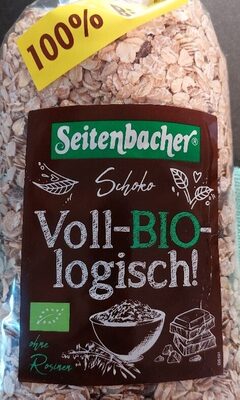 100%
Seitenbacher®
Schoko
Voll-BIO-
logisch!
ohne
Rosinen